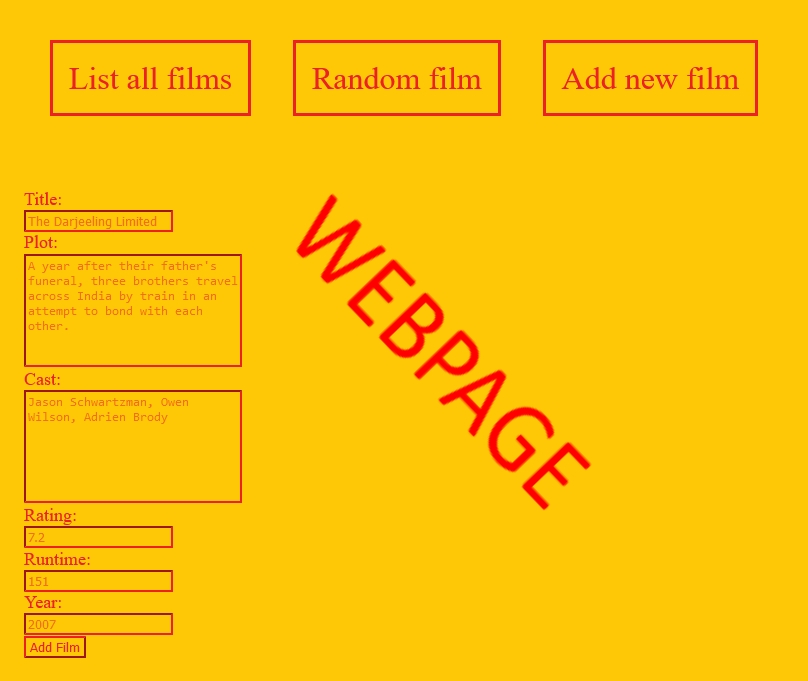 List all films
Random film
Add new film
Title:
The Darjeeling Limited
Plot:
A year after their father's
funeral, three brothers travel
across India by train in an
attempt to bond with each
other.
Cast:
Jason Schwartzman, Owen
Wilson, Adrien Brody
Rating:
7.2
Runtime:
151
Year:
2007
Add Film
WEBPAGE